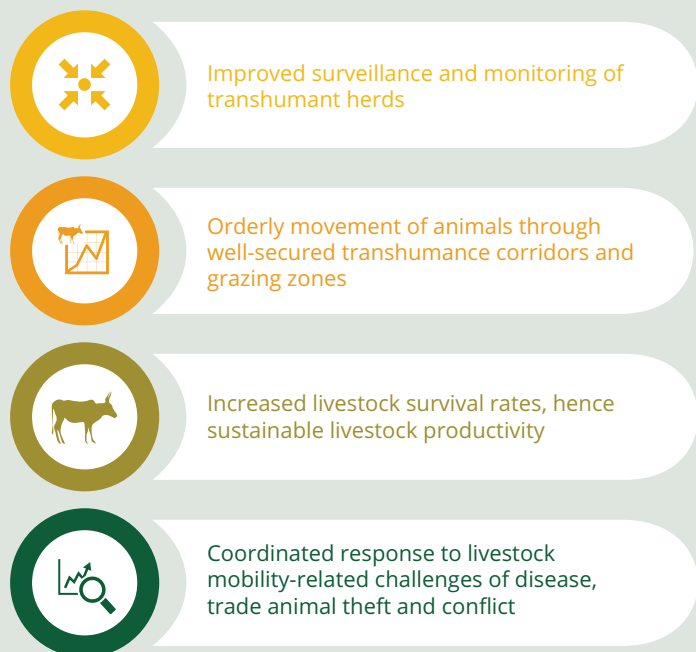 Improved surveillance and monitoring of
transhumant herds
Orderly movement of animals through
well-secured transhumance corridors and
grazing zones
Increased livestock survival rates, hence
sustainable livestock productivity
Coordinated response to livestock
mobility-related challenges of disease,
trade animal theft and conflict